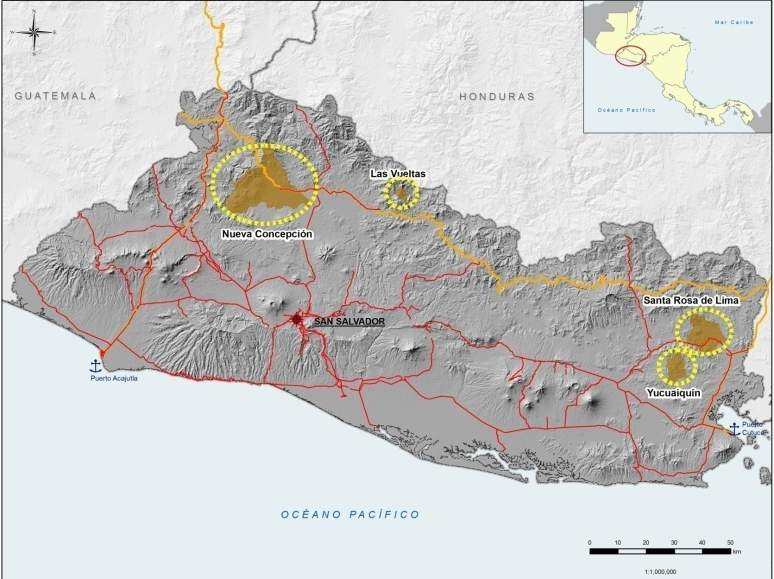 N
W
E
S
Mar Caribe
Océano Pacífico
GUATEMALA
HONDURAS
Las Vueltas
Nueva Concepción
Santa Rosa de Lima
SAN SALVADOR
Puerto Acajutla
Yucuaiquín
Puerto
Cutuco
OCÉANO PACÍFICO
0 10 20 30 40 50
km
1:1,000,000